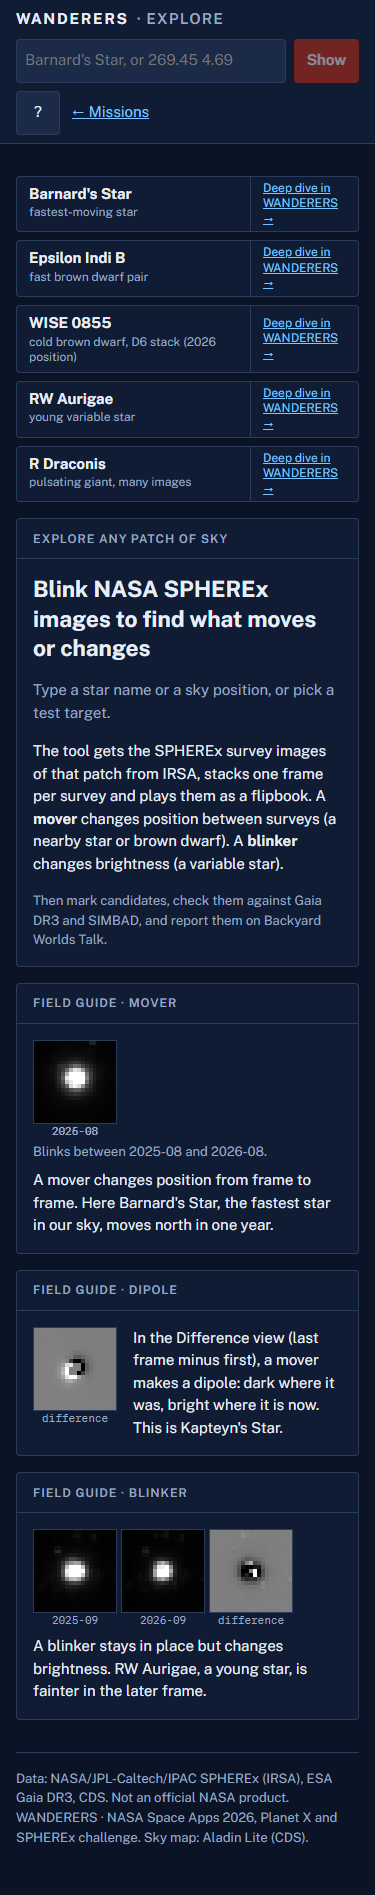 WANDERERS · EXPLORE
Barnard's Star, or 269.45 4.69
Show
?
← Missions
Barnard's Star
fastest-moving star
Deep dive in
WANDERERS
→
Epsilon Indi B
fast brown dwarf pair
Deep dive in
WANDERERS
→
WISE 0855
cold brown dwarf, D6 stack (2026
position)
Deep dive in
WANDERERS
→
RW Aurigae
young variable star
Deep dive in
WANDERERS
→
R Draconis
pulsating giant, many images
Deep dive in
WANDERERS
→
EXPLORE ANY PATCH OF SKY
Blink NASA SPHEREx
images to find what moves
or changes
Type a star name or a sky position, or pick a
test target.
The tool gets the SPHEREx survey images
of that patch from IRSA, stacks one frame
per survey and plays them as a flipbook. A
mover changes position between surveys (a
nearby star or brown dwarf). A blinker
changes brightness (a variable star).
Then mark candidates, check them against Gaia
DR3 and SIMBAD, and report them on Backyard
Worlds Talk.
FIELD GUIDE · MOVER
2025-08
Blinks between 2025-08 and 2026-08.
A mover changes position from frame to
frame. Here Barnard's Star, the fastest star
in our sky, moves north in one year.
FIELD GUIDE · DIPOLE
difference
In the Difference view (last
frame minus first), a mover
makes a dipole: dark where it
was, bright where it is now.
This is Kapteyn's Star.
FIELD GUIDE · BLINKER
2025-09
2026-09
difference
A blinker stays in place but changes
brightness. RW Aurigae, a young star, is
fainter in the later frame.
Data: NASA/JPL-Caltech/IPAC SPHEREx (IRSA), ESA
Gaia DR3, CDS. Not an official NASA product.
WANDERERS · NASA Space Apps 2026, Planet X and
SPHEREx challenge. Sky map: Aladin Lite (CDS).